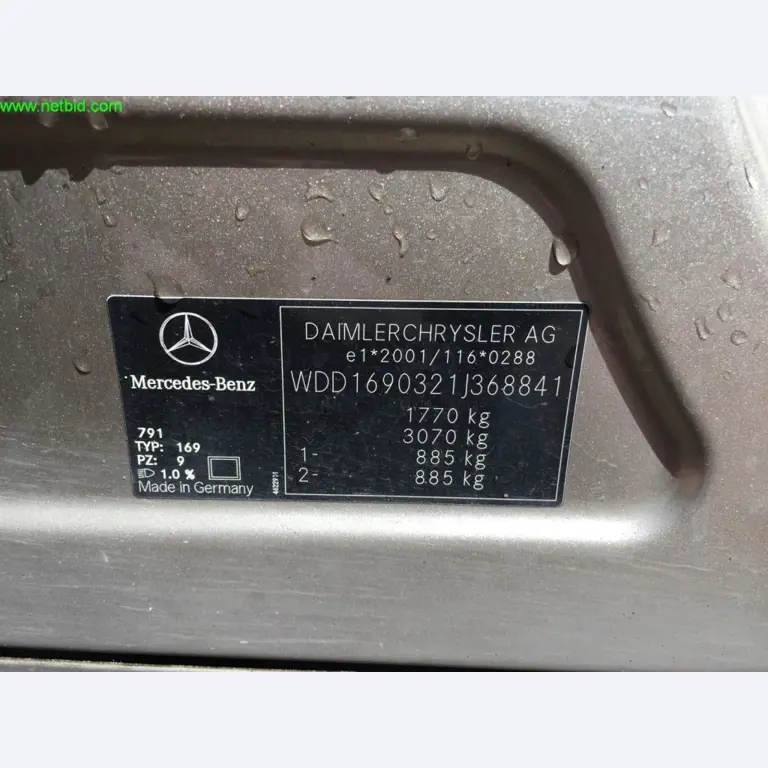 www.netbid.com
Mercedes-Benz
791
TYP: 169
PZ: 9
1.0 %
Made in Germany
4622931
DAIMLERCHRYSLER AG
e1*2001/116*0288
WDD1690321J368841
1770 kg
3070 kg
1- 885 kg
2- 885 kg